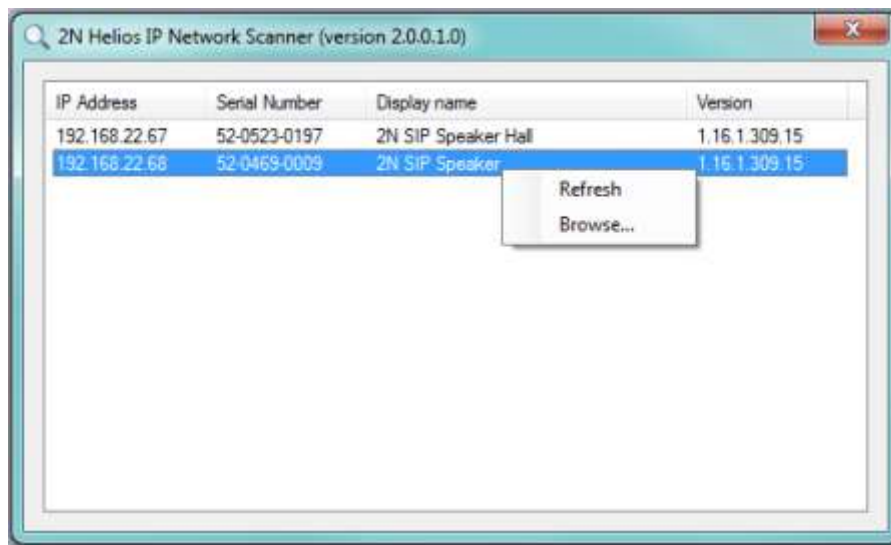 2N Helios IP Network Scanner (version 2.0.0.1.0)
IP Address Serial Number Display name Version
192.168.22.67 52-0523-0197 2N SIP Speaker Hall 1.16.1.309.15
192.168.22.68 52-0469-0009 2N SIP Speaker 1.16.1.309.15
Refresh
Browse...